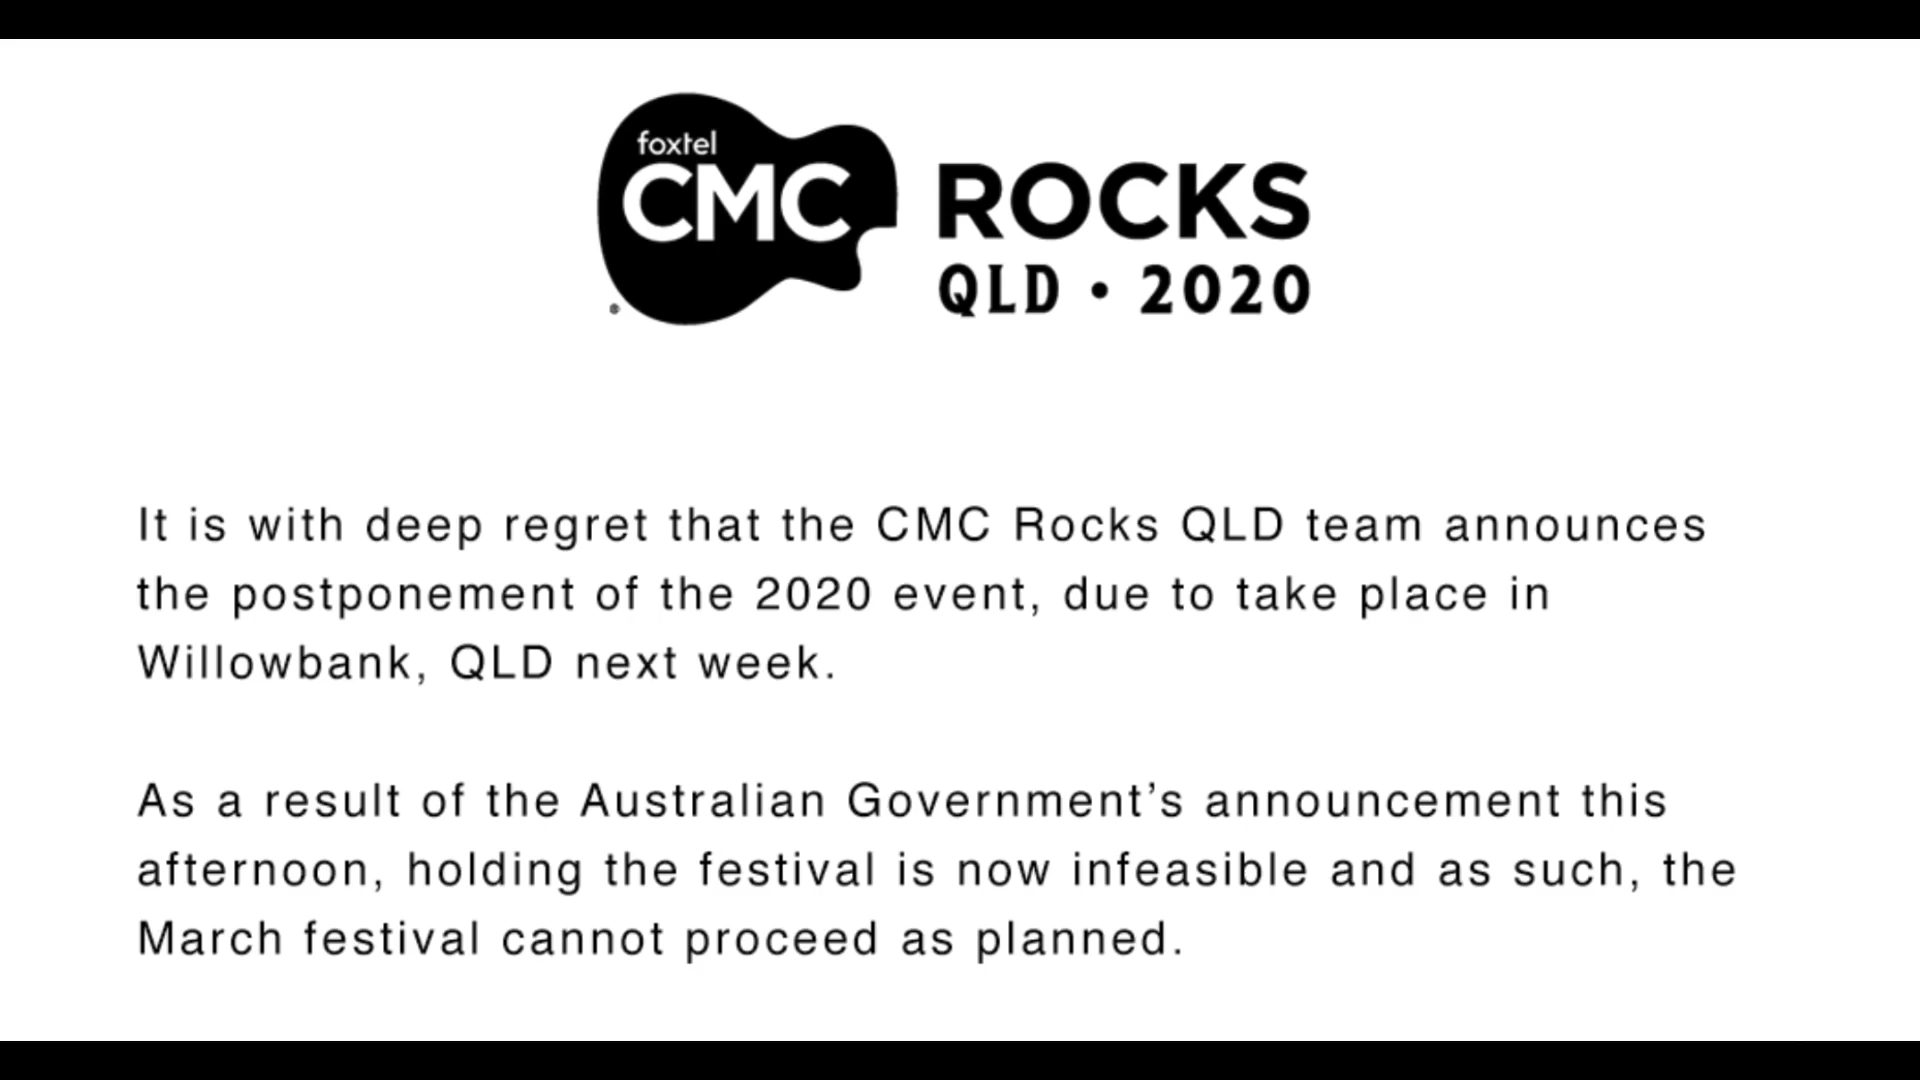 foxtel
CMC
ROCKS
QLD • 2020
It is with deep regret that the CMC Rocks QLD team announces
the postponement of the 2020 event, due to take place in
Willowbank, QLD next week.
As a result of the Australian Government’s announcement this
afternoon, holding the festival is now infeasible and as such, the
March festival cannot proceed as planned.